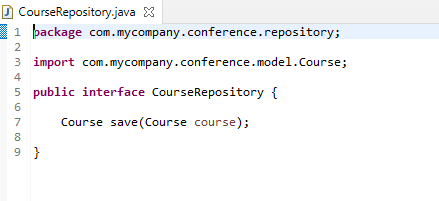 CourseRepository.java
1 package com.mycompany.conference.repository;
2
3 import com.mycompany.conference.model.Course;
4
5 public interface CourseRepository {
6
7 Course save(Course course);
8
9 }